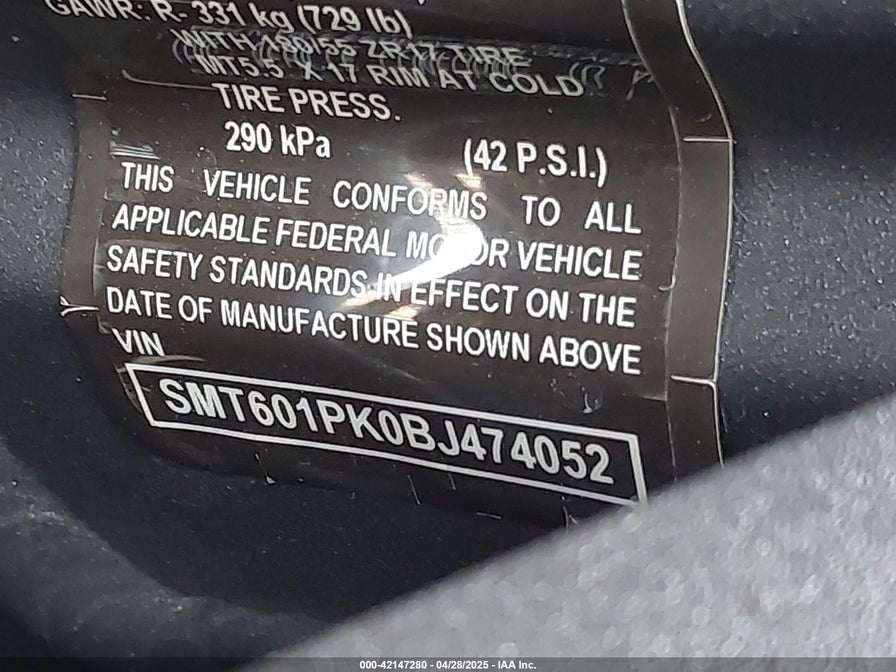 GAWR: R- 331 kg (729 lb)
WITH 180/55 ZR17 TIRE
MT5.5 X 17 RIM AT COLD
TIRE PRESS.
290 kPa (42 P.S.I.)
THIS VEHICLE CONFORMS TO ALL
APPLICABLE FEDERAL MOTOR VEHICLE
SAFETY STANDARDS IN EFFECT ON THE
DATE OF MANUFACTURE SHOWN ABOVE
VIN
SMT601PK0BJ474052
000-42147280 - 04/28/2025 - IAA Inc.